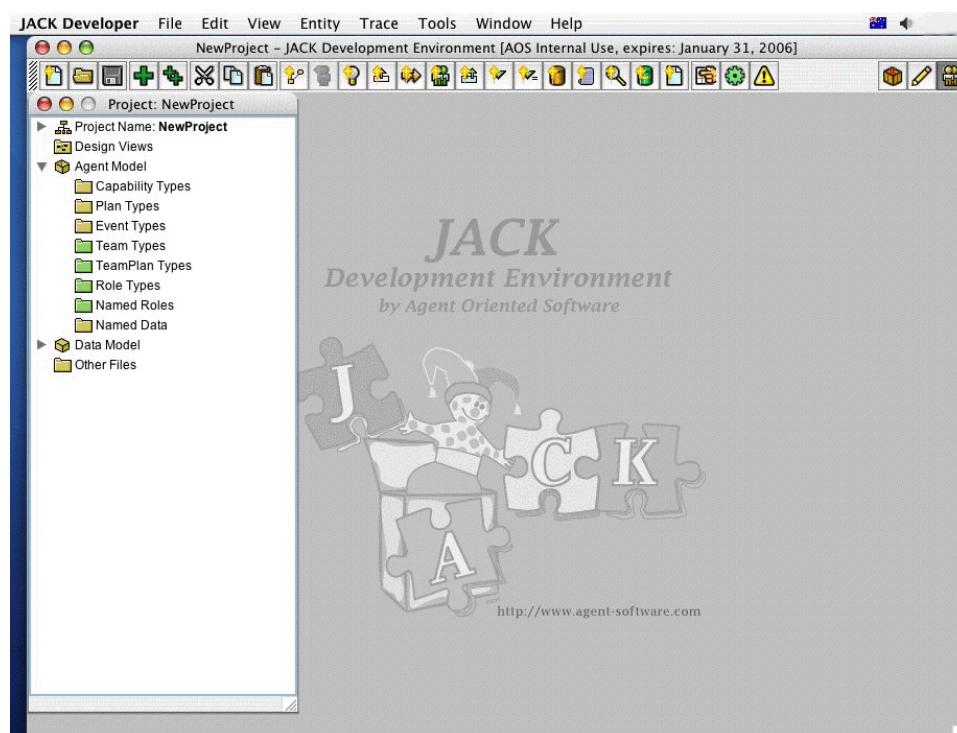 JACK Developer File Edit View Entity Trace Tools Window Help
NewProject – JACK Development Environment [AOS Internal Use, expires: January 31, 2006]
Project: NewProject
Project Name: NewProject
Design Views
Agent Model
Capability Types
Plan Types
Event Types
Team Types
TeamPlan Types
Role Types
Named Roles
Named Data
Data Model
Other Files
JACK
Development Environment
by Agent Oriented Software
J
A
C
K
http://www.agent-software.com